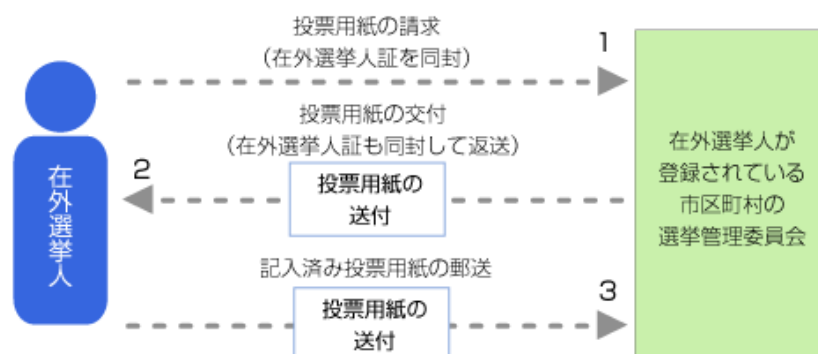 投票用紙の請求
（在外選挙人証を同封）
1
投票用紙の交付
（在外選挙人証も同封して返送）
2
投票用紙の
送付
記入済み投票用紙の郵送
3
投票用紙の
送付
在外選挙人
在外選挙人が
登録されている
市区町村の
選挙管理委員会